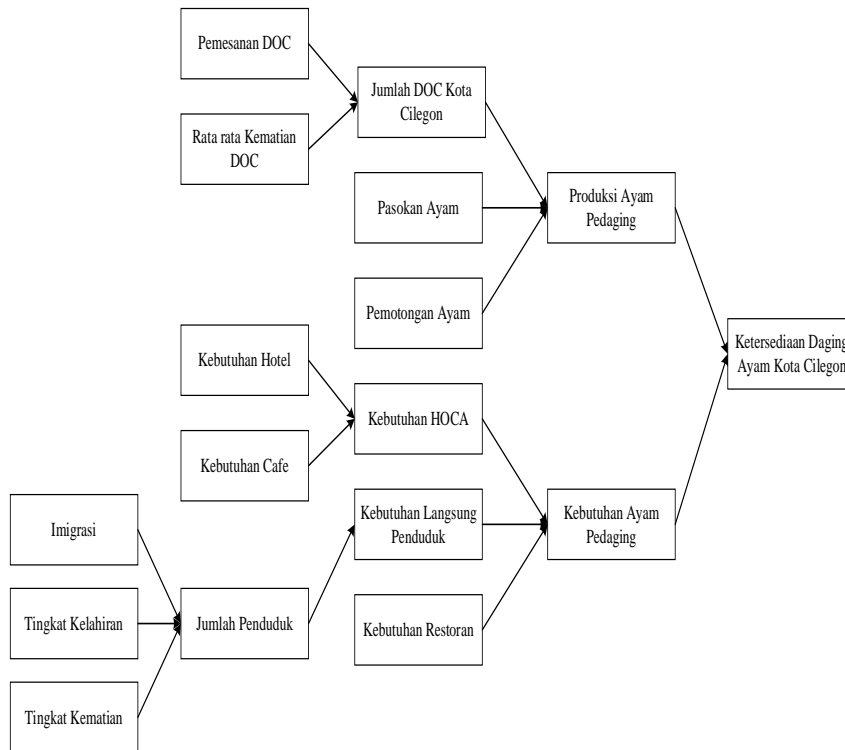 Pemesanan DOC
Jumlah DOC Kota
Cilegon
Rata rata Kematian
DOC
Pasokan Ayam
Produksi Ayam
Pedaging
Pemotongan Ayam
Ketersediaan Daging
Ayam Kota Cilegon
Kebutuhan Hotel
Kebutuhan HOCA
Kebutuhan Cafe
Kebutuhan Langsung
Penduduk
Kebutuhan Ayam
Pedaging
Imigrasi
Tingkat Kelahiran
Jumlah Penduduk
Kebutuhan Restoran
Tingkat Kematian